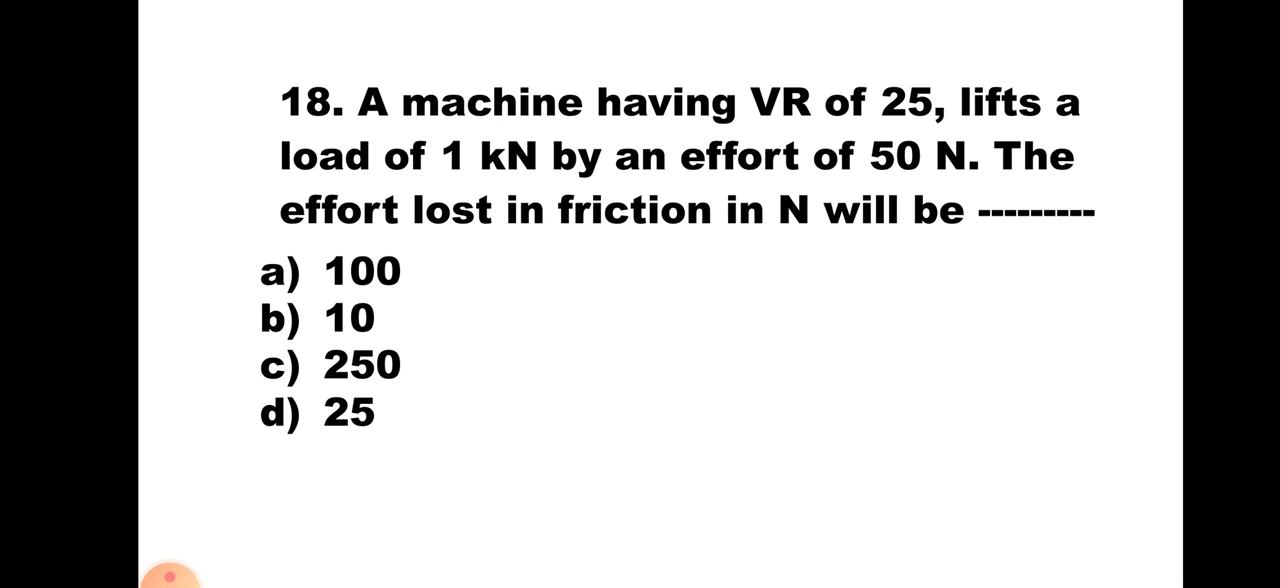 18. A machine having VR of 25, lifts a
load of 1 kN by an effort of 50 N. The
effort lost in friction in N will be ---------
a) 100
b) 10
c) 250
d) 25